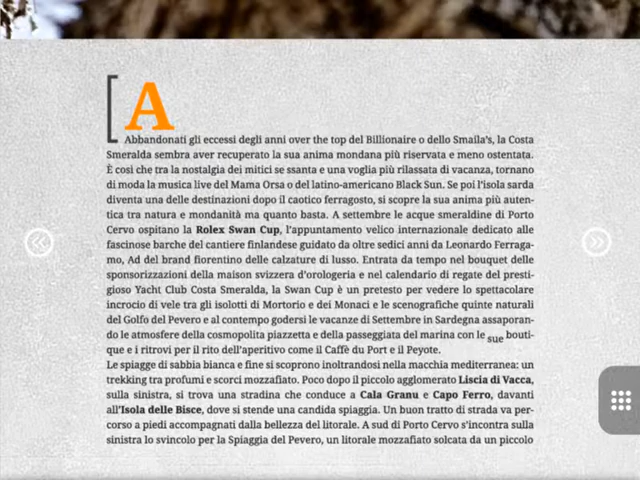 A
Abbandonati gli eccessi degli anni over the top del Billionaire o dello Smaila's, la Costa
Smeralda sembra aver recuperato la sua anima mondana più riservata e meno ostentata.
È così che tra la nostalgia dei mitici se ssanta e una voglia più rilassata di vacanza, tornano
di moda la musica live del Mama Orsa o del latino-americano Black Sun. Se poi l'isola sarda
diventa una delle destinazioni dopo il caotico ferragosto, si scopre la sua anima più auten-
tica tra natura e mondanità ma quanto basta. A settembre le acque smeraldine di Porto
Cervo ospitano la Rolex Swan Cup, l'appuntamento velico internazionale dedicato alle
fascinose barche del cantiere finlandese guidato da oltre sedici anni da Leonardo Ferraga-
mo, Ad del brand fiorentino delle calzature di lusso. Entrata da tempo nel bouquet delle
sponsorizzazioni della maison svizzera d'orologeria e nel calendario di regate del presti-
gioso Yacht Club Costa Smeralda, la Swan Cup è un pretesto per vedere lo spettacolare
incrocio di vele tra gli isolotti di Mortorio e dei Monaci e le scenografiche quinte naturali
del Golfo del Pevero e al contempo godersi le vacanze di Settembre in Sardegna assaporan-
do le atmosfere della cosmopolita piazzetta e della passeggiata del marina con le sue bouti-
que e i ritrovi per il rito dell'aperitivo come il Caffè du Port e il Peyote.
Le spiagge di sabbia bianca e fine si scoprono inoltrandosi nella macchia mediterranea: un
trekking tra profumi e scorci mozzafiato. Poco dopo il piccolo agglomerato Liscia di Vacca,
sulla sinistra, si trova una stradina che conduce a Cala Granu e Capo Ferro, davanti
all'Isola delle Bisce, dove si stende una candida spiaggia. Un buon tratto di strada va per-
corso a piedi accompagnati dalla bellezza del litorale. A sud di Porto Cervo s'incontra sulla
sinistra lo svincolo per la Spiaggia del Pevero, un litorale mozzafiato solcata da un piccolo